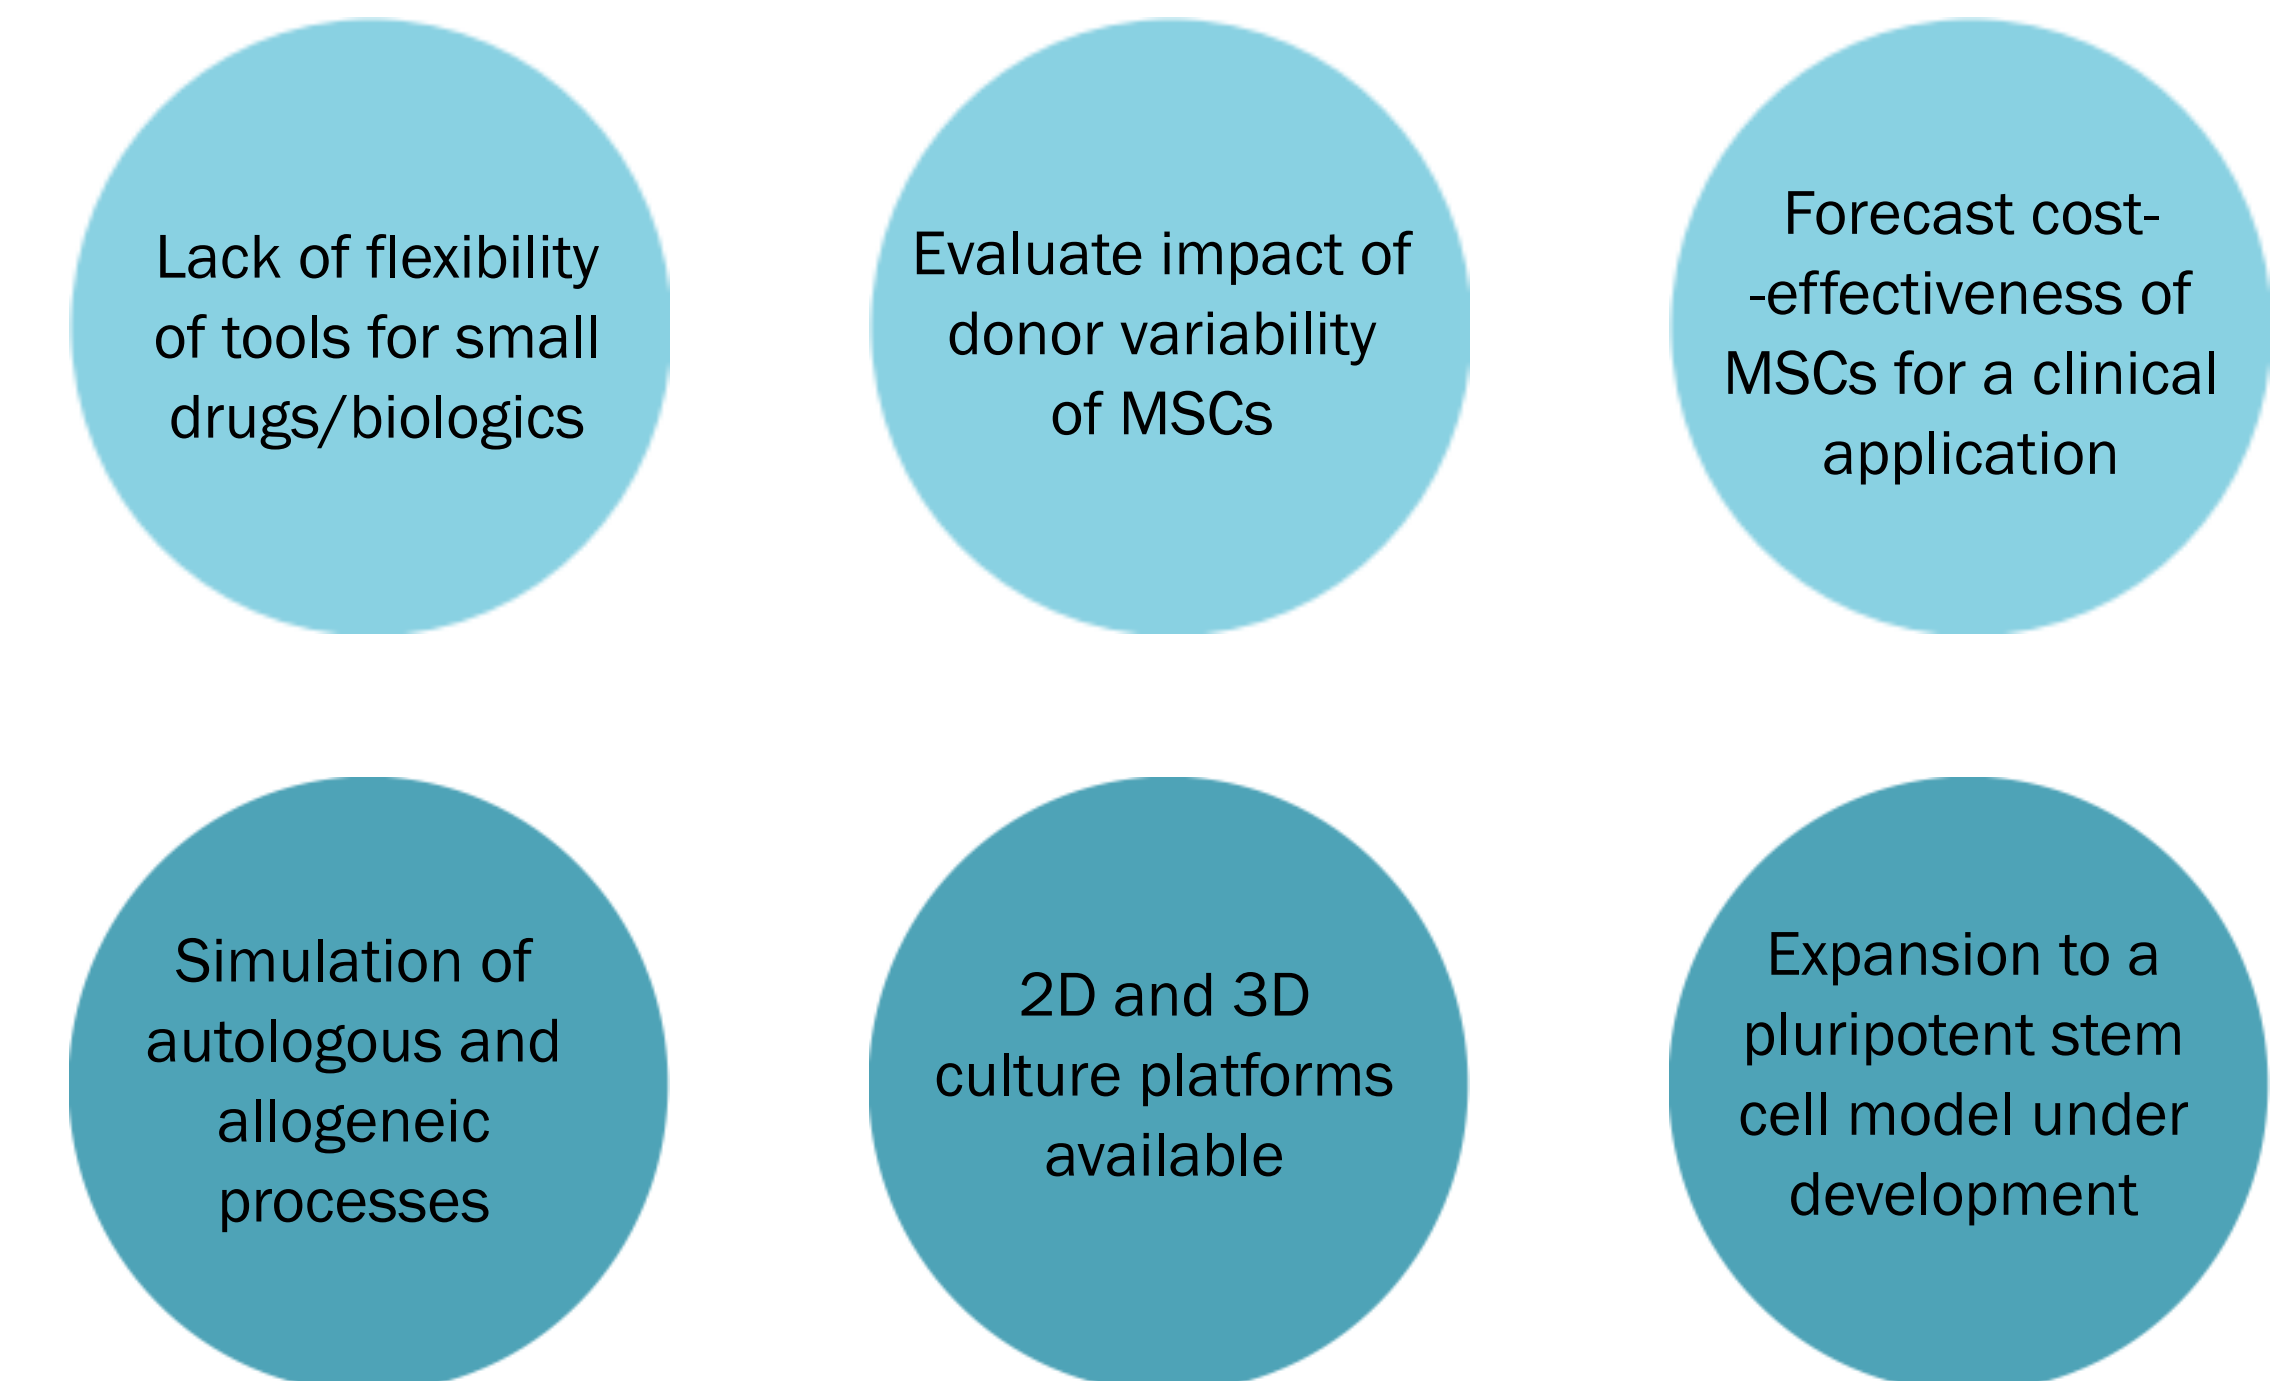 Lack of flexibility
of tools for small
drugs/biologics
Evaluate impact of
donor variability
of MSCs
Forecast cost-
-effectiveness of
MSCs for a clinical
application
Simulation of
autologous and
allogeneic
processes
2D and 3D
culture platforms
available
Expansion to a
pluripotent stem
cell model under
development